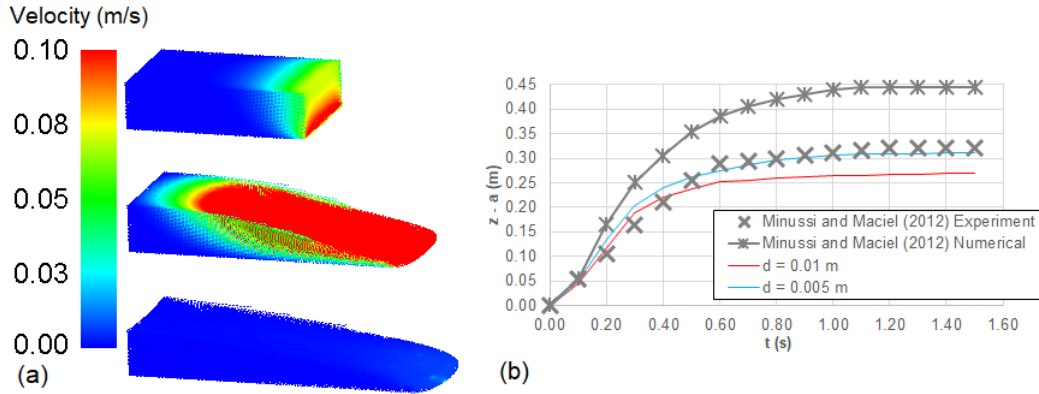 Velocity (m/s)
0.10
0.08
0.05
0.03
0.00
(a)
z - a (m)
0.45
0.40
0.35
0.30
0.25
0.20
0.15
0.10
0.05
0.00
0.00 0.20 0.40 0.60 0.80 1.00 1.20 1.40 1.60
t (s)
Minussi and Maciel (2012) Experiment
Minussi and Maciel (2012) Numerical
d = 0.01 m
d = 0.005 m
(b)